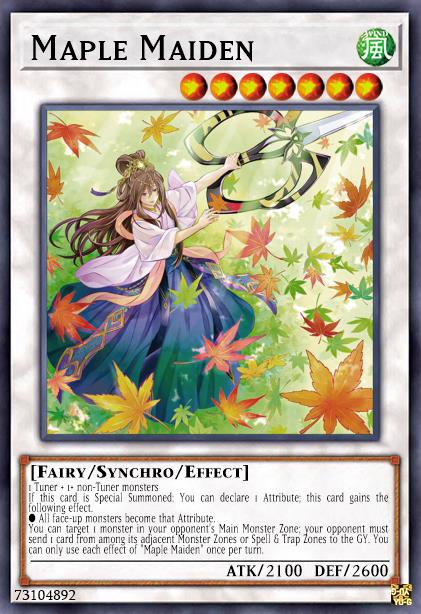 MAPLE MAIDEN
WIND
風
[FAIRY/SYNCHRO/EFFECT]
1 Tuner + 1+ non-Tuner monsters
If this card is Special Summoned: You can declare 1 Attribute; this card gains the
following effect.
● All face-up monsters become that Attribute.
You can target 1 monster in your opponent's Main Monster Zone; your opponent must
send 1 card from among its adjacent Monster Zones or Spell & Trap Zones to the GY. You
can only use each effect of "Maple Maiden" once per turn.
ATK/2100 DEF/2600
73104892